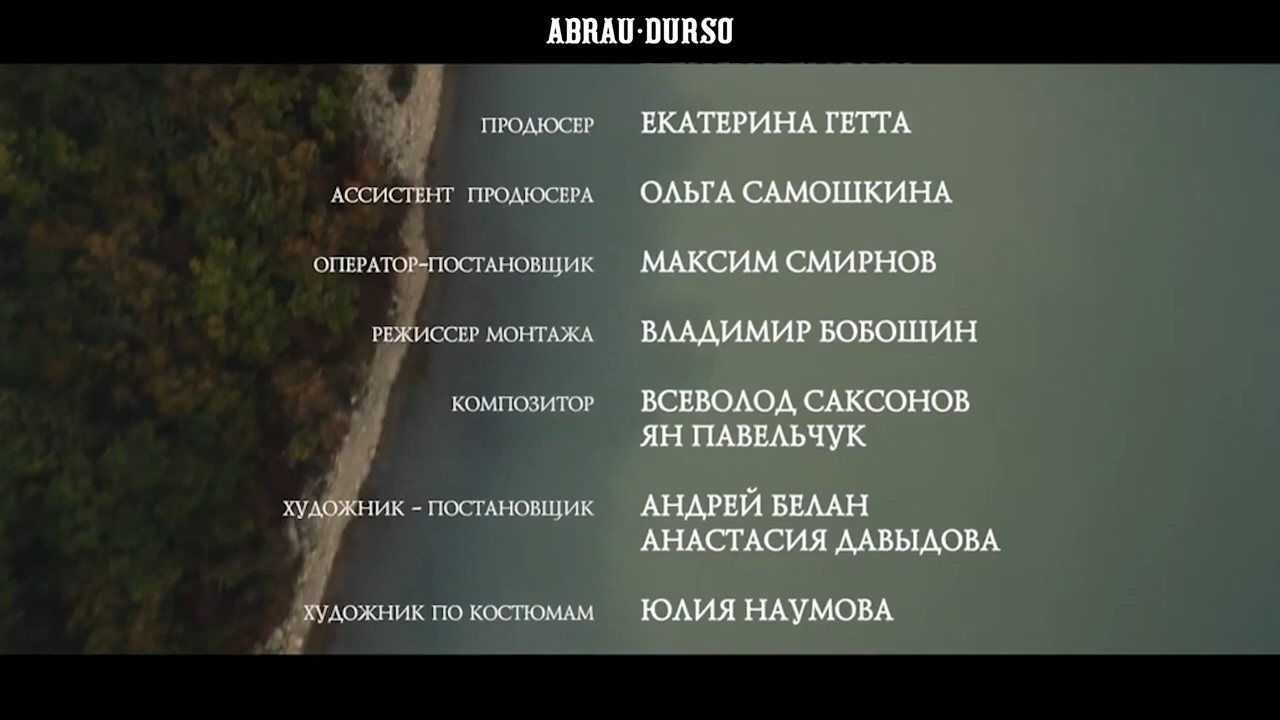 ABRAU·DURSO
ПРОДЮСЕР ЕКАТЕРИНА ГЕТТА
АССИСТЕНТ ПРОДЮСЕРА ОЛЬГА САМОШКИНА
ОПЕРАТОР-ПОСТАНОВЩИК МАКСИМ СМИРНОВ
РЕЖИССЕР МОНТАЖА ВЛАДИМИР БОБОШИН
КОМПОЗИТОР ВСЕВОЛОД САКСОНОВ
ЯН ПАВЕЛЬЧУК
ХУДОЖНИК - ПОСТАНОВЩИК АНДРЕЙ БЕЛАН
АНАСТАСИЯ ДАВЫДОВА
ХУДОЖНИК ПО КОСТЮМАМ ЮЛИЯ НАУМОВА